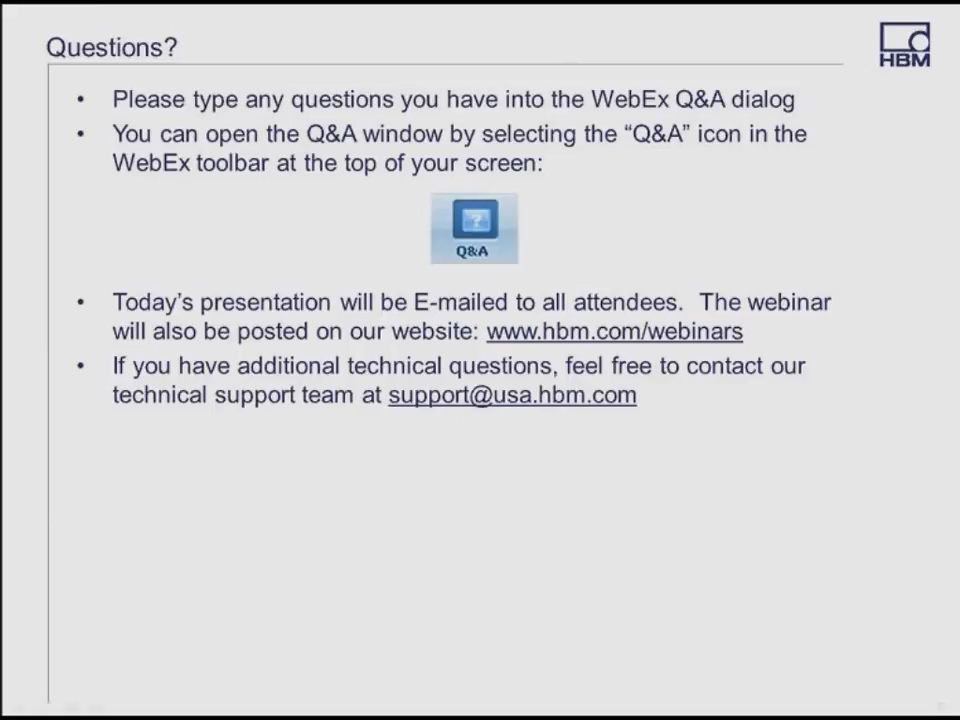 Questions?
HBM
• Please type any questions you have into the WebEx Q&A dialog
• You can open the Q&A window by selecting the “Q&A” icon in the
WebEx toolbar at the top of your screen:
?
Q&A
• Today’s presentation will be E-mailed to all attendees.  The webinar
will also be posted on our website: www.hbm.com/webinars
• If you have additional technical questions, feel free to contact our
technical support team at support@usa.hbm.com